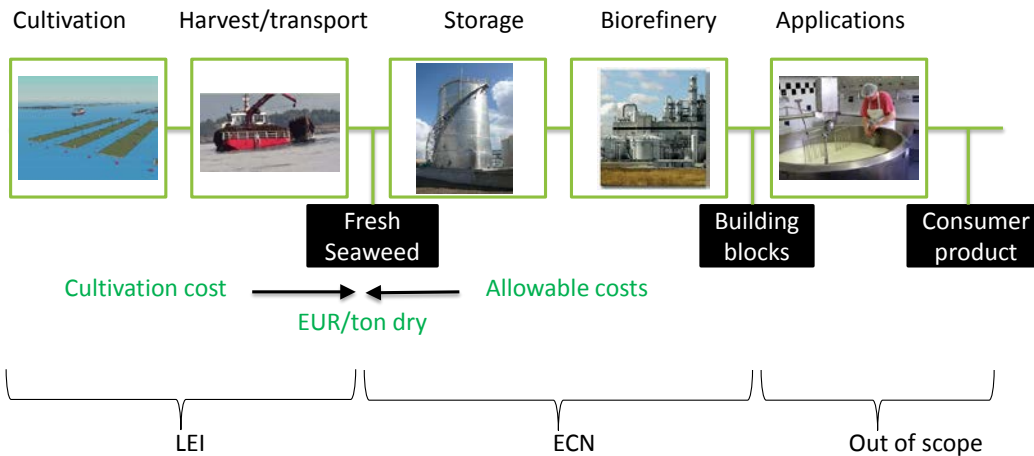 Cultivation
Harvest/transport
Storage
Biorefinery
Applications
Fresh
Seaweed
Building
blocks
Consumer
product
Cultivation cost
Allowable costs
EUR/ton dry
LEI
ECN
Out of scope